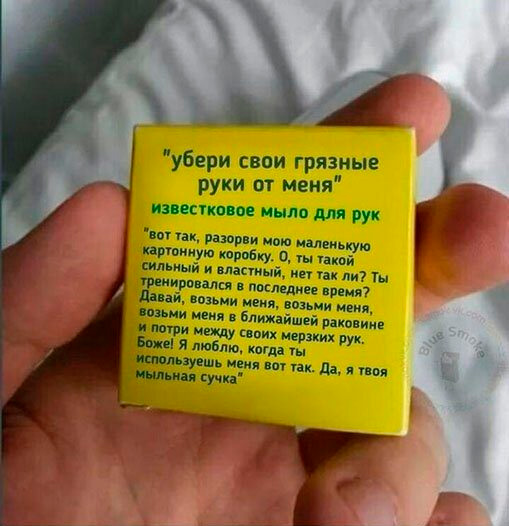 "убери свои грязные
руки от меня"
известковое мыло для рук
"вот так, разорви мою маленькую
картонную коробку. О, ты такой
сильный и властный, нет так ли? Ты
тренировался в последнее время?
Давай, возьми меня, возьми меня,
возьми меня в ближайшей раковине
и потри между своих мерзких рук.
Боже! Я люблю, когда ты
используешь меня вот так. Да, я твоя
мыльная сучка"
Blue Smoke